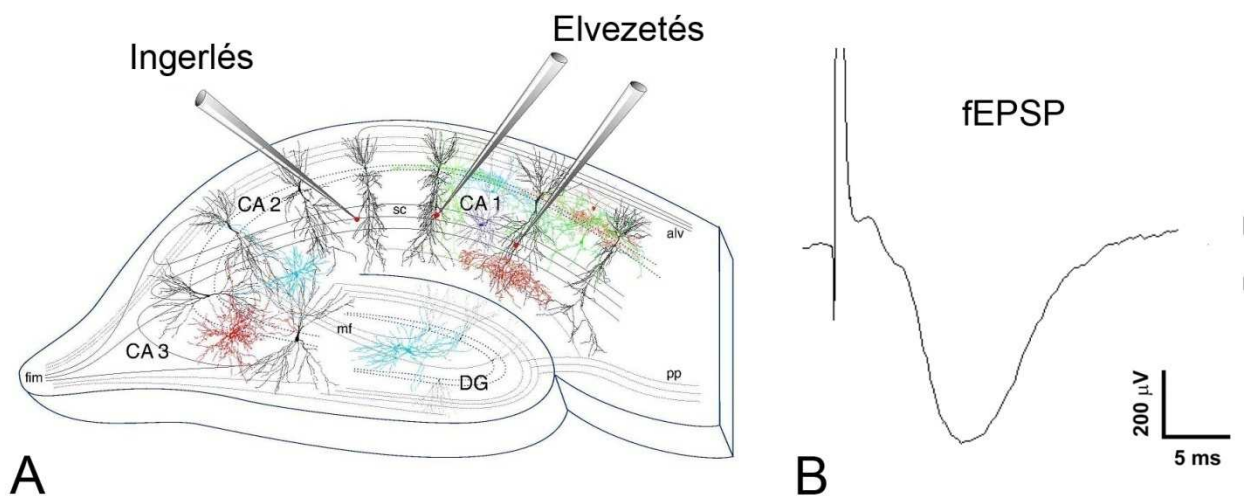 Ingerlés
Elvezetés
CA 2
sc
CA 1
alv
CA 3
mf
fim
DG
pp
A
fEPSP
200 µV
5 ms
B